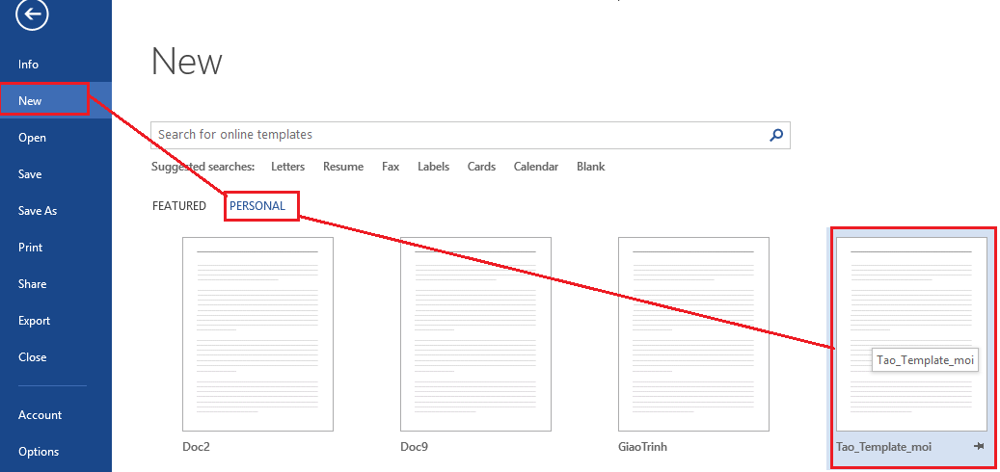 New
Info
New
Open
Save
Save As
Print
Share
Export
Close
Account
Options
Search for online templates
Suggested searches: Letters Resume Fax Labels Cards Calendar Blank
FEATURED PERSONAL
Tao_Template_moi
Doc2 Doc9 GiaoTrinh Tao_Template_moi